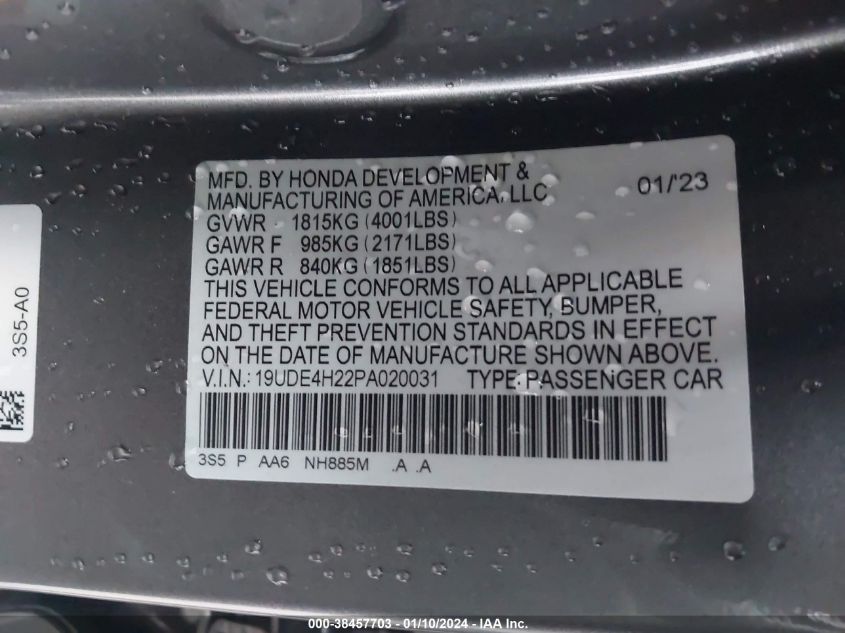 MFD. BY HONDA DEVELOPMENT &
MANUFACTURING OF AMERICA, LLC 01/'23
GVWR 1815KG (4001LBS)
GAWR F 985KG (2171LBS)
GAWR R 840KG (1851LBS)
THIS VEHICLE CONFORMS TO ALL APPLICABLE
FEDERAL MOTOR VEHICLE SAFETY, BUMPER,
AND THEFT PREVENTION STANDARDS IN EFFECT
ON THE DATE OF MANUFACTURE SHOWN ABOVE.
V.I.N.: 19UDE4H22PA020031 TYPE:PASSENGER CAR
3S5 P AA6 NH885M .A .A
3S5-A0
000-38457703 - 01/10/2024 - IAA Inc.